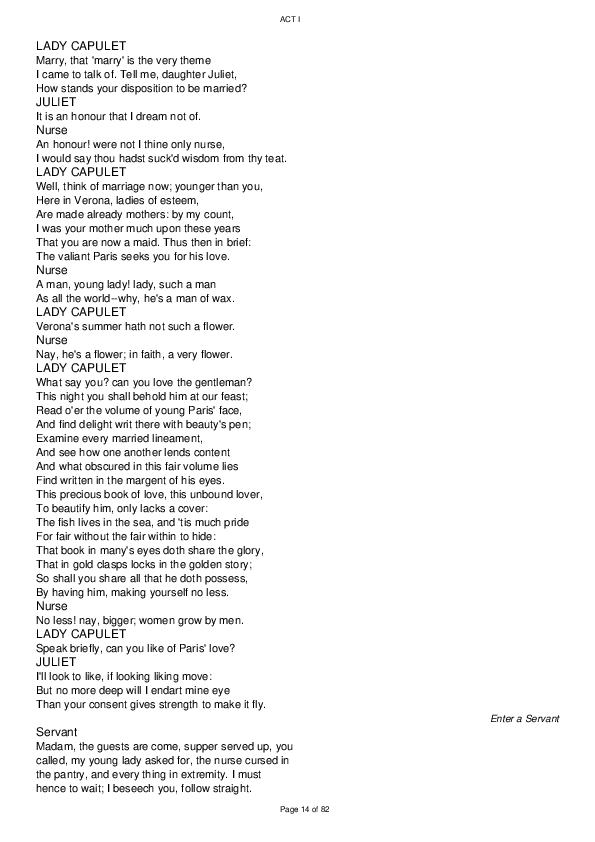 ACT I
LADY CAPULET
Marry, that 'marry' is the very theme
I came to talk of. Tell me, daughter Juliet,
How stands your disposition to be married?
JULIET
It is an honour that I dream not of.
Nurse
An honour! were not I thine only nurse,
I would say thou hadst suck'd wisdom from thy teat.
LADY CAPULET
Well, think of marriage now; younger than you,
Here in Verona, ladies of esteem,
Are made already mothers: by my count,
I was your mother much upon these years
That you are now a maid. Thus then in brief:
The valiant Paris seeks you for his love.
Nurse
A man, young lady! lady, such a man
As all the world--why, he's a man of wax.
LADY CAPULET
Verona's summer hath not such a flower.
Nurse
Nay, he's a flower; in faith, a very flower.
LADY CAPULET
What say you? can you love the gentleman?
This night you shall behold him at our feast;
Read o'er the volume of young Paris' face,
And find delight writ there with beauty's pen;
Examine every married lineament,
And see how one another lends content
And what obscured in this fair volume lies
Find written in the margent of his eyes.
This precious book of love, this unbound lover,
To beautify him, only lacks a cover:
The fish lives in the sea, and 'tis much pride
For fair without the fair within to hide:
That book in many's eyes doth share the glory,
That in gold clasps locks in the golden story;
So shall you share all that he doth possess,
By having him, making yourself no less.
Nurse
No less! nay, bigger; women grow by men.
LADY CAPULET
Speak briefly, can you like of Paris' love?
JULIET
I'll look to like, if looking liking move:
But no more deep will I endart mine eye
Than your consent gives strength to make it fly.
Enter a Servant
Servant
Madam, the guests are come, supper served up, you
called, my young lady asked for, the nurse cursed in
the pantry, and every thing in extremity. I must
hence to wait; I beseech you, follow straight.
Page 14 of 82